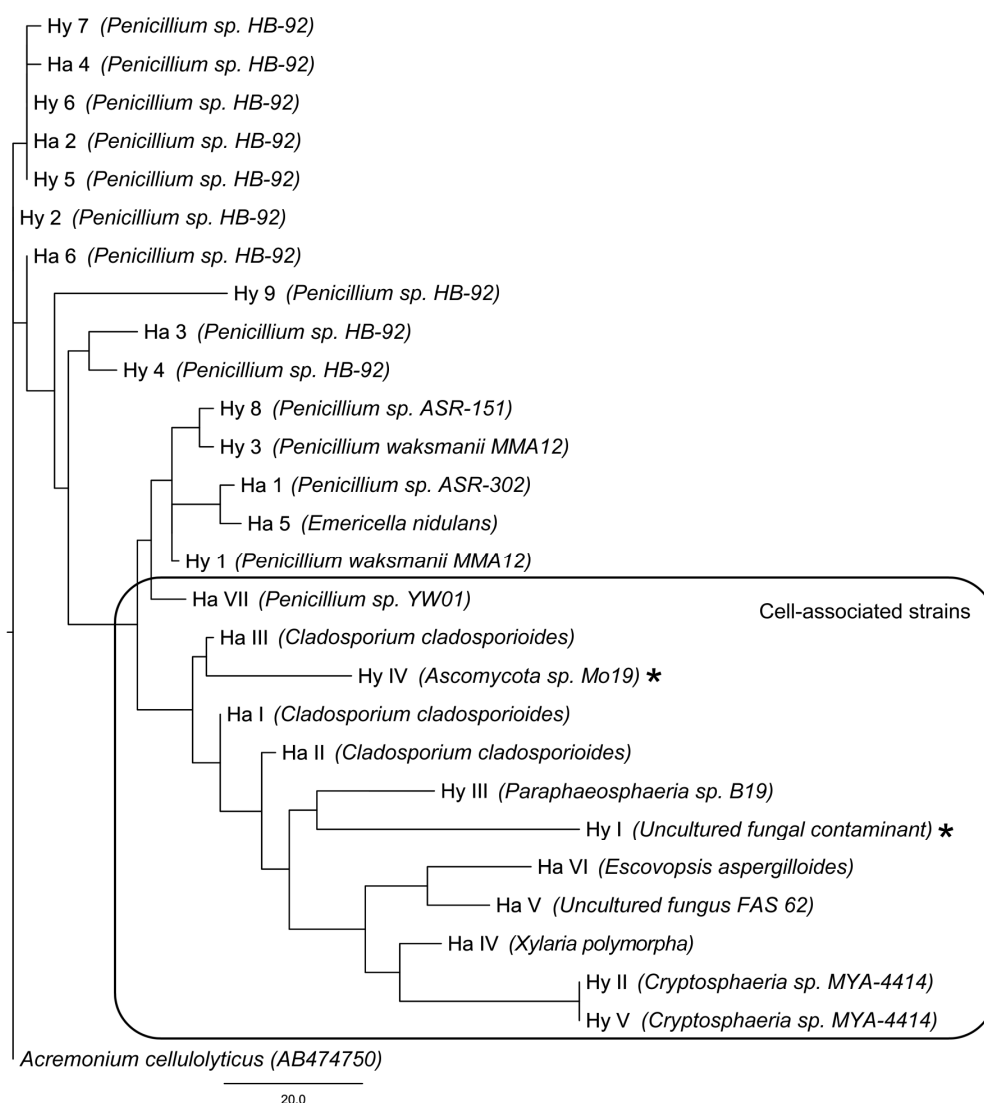 Hy 7 (Penicillium sp. HB-92)
Ha 4 (Penicillium sp. HB-92)
Hy 6 (Penicillium sp. HB-92)
Ha 2 (Penicillium sp. HB-92)
Hy 5 (Penicillium sp. HB-92)
Hy 2 (Penicillium sp. HB-92)
Ha 6 (Penicillium sp. HB-92)
Hy 9 (Penicillium sp. HB-92)
Ha 3 (Penicillium sp. HB-92)
Hy 4 (Penicillium sp. HB-92)
Hy 8 (Penicillium sp. ASR-151)
Hy 3 (Penicillium waksmanii MMA12)
Ha 1 (Penicillium sp. ASR-302)
Ha 5 (Emericella nidulans)
Hy 1 (Penicillium waksmanii MMA12)
Ha VII (Penicillium sp. YW01)
Cell-associated strains
Ha III (Cladosporium cladosporioides)
Hy IV (Ascomycota sp. Mo19) *
Ha I (Cladosporium cladosporioides)
Ha II (Cladosporium cladosporioides)
Hy III (Paraphaeosphaeria sp. B19)
Hy I (Uncultured fungal contaminant) *
Ha VI (Escovopsis aspergilloides)
Ha V (Uncultured fungus FAS 62)
Ha IV (Xylaria polymorpha)
Hy II (Cryptosphaeria sp. MYA-4414)
Hy V (Cryptosphaeria sp. MYA-4414)
Acremonium cellulolyticus (AB474750)
20.0